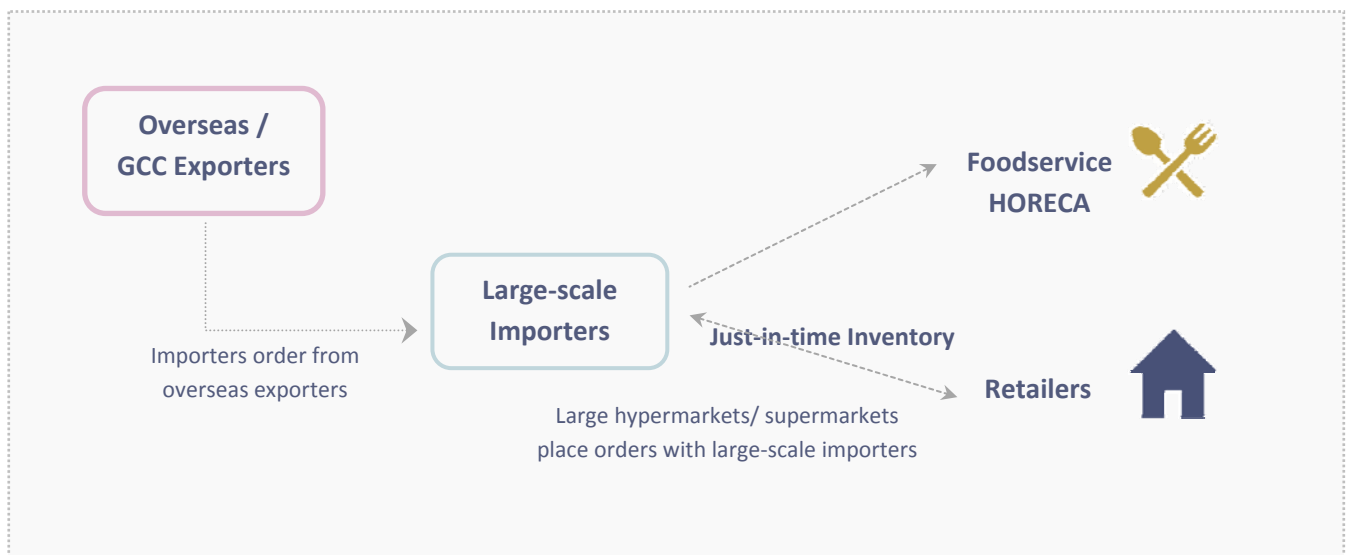 Overseas /
GCC Exporters
Foodservice
HORECA
Large-scale
Importers
Importers order from
overseas exporters
Just-in-time Inventory
Retailers
Large hypermarkets/ supermarkets
place orders with large-scale importers